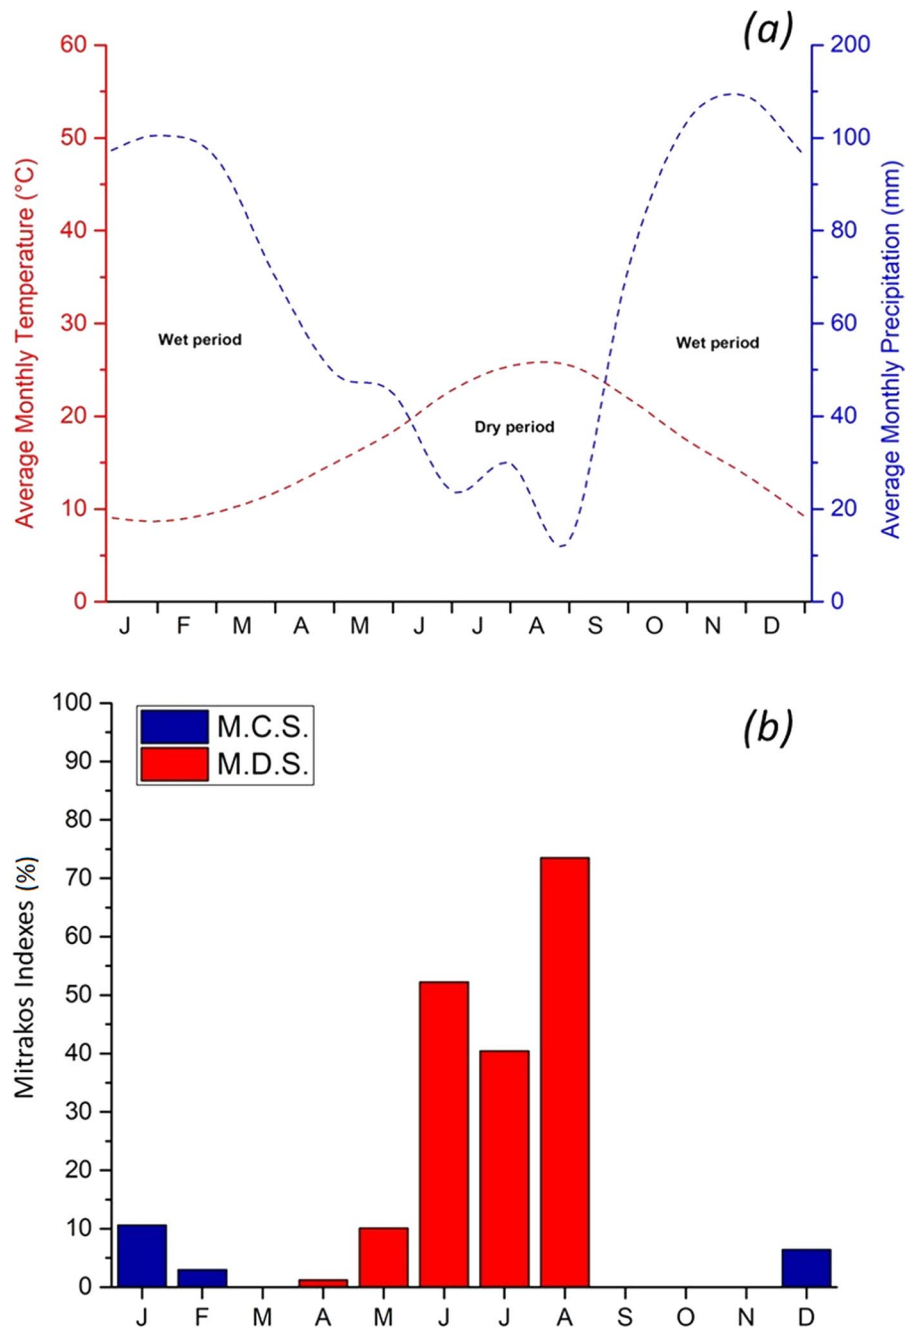 (a)
Average Monthly Temperature (°C)
60
50
40
30
20
10
0
Wet period
Dry period
Wet period
200
100
80
60
40
20
0
Average Monthly Precipitation (mm)
J F M A M J J A S O N D
(b)
M.C.S.
M.D.S.
Mitrakos Indexes (%)
100
90
80
70
60
50
40
30
20
10
0
J F M A M J J A S O N D